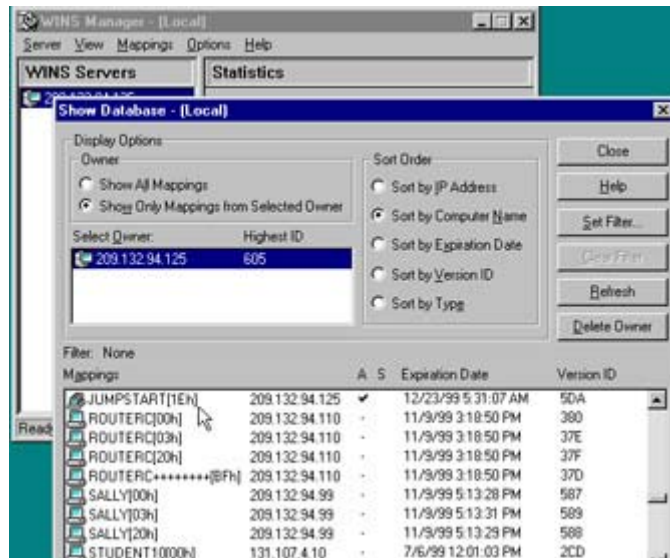 WINS Manager - (Local)
Server View Mappings Options Help
WINS Servers Statistics
Show Database - (Local)
Display Options
Owner
Show All Mappings
Show Only Mappings from Selected Owner
Select Owner: Highest ID
209.132.94.125 605
Sort Order
Sort by IP Address
Sort by Computer Name
Sort by Expiration Date
Sort by Version ID
Sort by Type
Close
Help
Set Filter...
Clear Filter
Refresh
Delete Owner
Filter: None
Mappings A S Expiration Date Version ID
JUMPSTART[1Eh] 209.132.94.125 12/23/99 5:31:07 AM 5DA
ROUTERC[00h] 209.132.94.110 - 11/9/99 3:18:50 PM 380
ROUTERC[03h] 209.132.94.110 - 11/9/99 3:18:50 PM 37E
ROUTERC[20h] 209.132.94.110 - 11/9/99 3:18:50 PM 37F
ROUTERC++++++++[BFh] 209.132.94.110 - 11/9/99 3:18:50 PM 37D
SALLY[00h] 209.132.94.99 - 11/9/99 5:13:28 PM 587
SALLY[03h] 209.132.94.99 - 11/9/99 5:13:31 PM 589
SALLY[20h] 209.132.94.99 - 11/9/99 5:13:29 PM 588
STUDENT10[00h] 131.107.4.10 - 7/6/99 12:01:03 PM 2CD
Ready